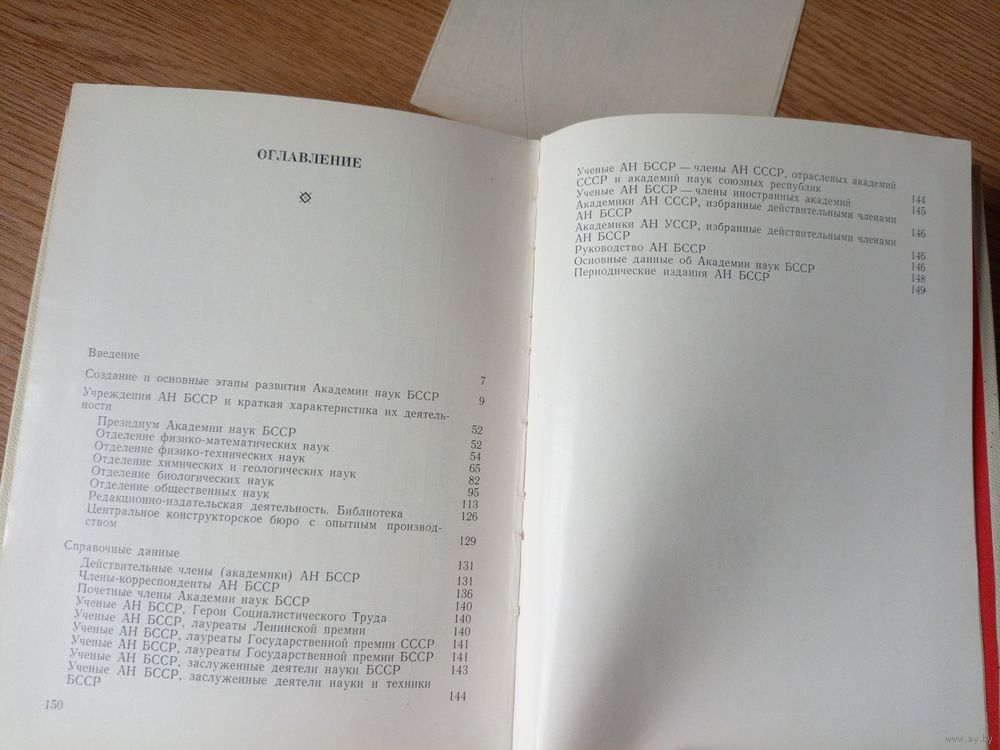 ОГЛАВЛЕНИЕ
Введение 7
Создание и основные этапы развития Академии наук БССР 9
Учреждения АН БССР и краткая характеристика их деятель-
ности 52
Президиум Академии наук БССР 52
Отделение физико-математических наук 54
Отделение физико-технических наук 65
Отделение химических и геологических наук 82
Отделение биологических наук 95
Отделение общественных наук 113
Редакционно-издательская деятельность. Библиотека 126
Центральное конструкторское бюро с опытным производ-
ством 129
Справочные данные 131
Действительные члены (академики) АН БССР 131
Члены-корреспонденты АН БССР 136
Почетные члены Академии наук БССР 140
Ученые АН БССР, Герои Социалистического Труда 140
Ученые АН БССР, лауреаты Ленинской премии 140
Ученые АН БССР, лауреаты Государственной премии СССР 141
Ученые АН БССР, лауреаты Государственной премии БССР 141
Ученые АН БССР, заслуженные деятели науки БССР 143
Ученые АН БССР, заслуженные деятели науки и техники
БССР 144
150
Ученые АН БССР — члены АН СССР, отраслевых академий
СССР и академий наук союзных республик 144
Ученые АН БССР — члены иностранных академий 145
Академики АН СССР, избранные действительными членами
АН БССР 146
Академики АН УССР, избранные действительными членами
АН БССР 146
Руководство АН БССР 146
Основные данные об Академии наук БССР 148
Периодические издания АН БССР 149
www.ay.by